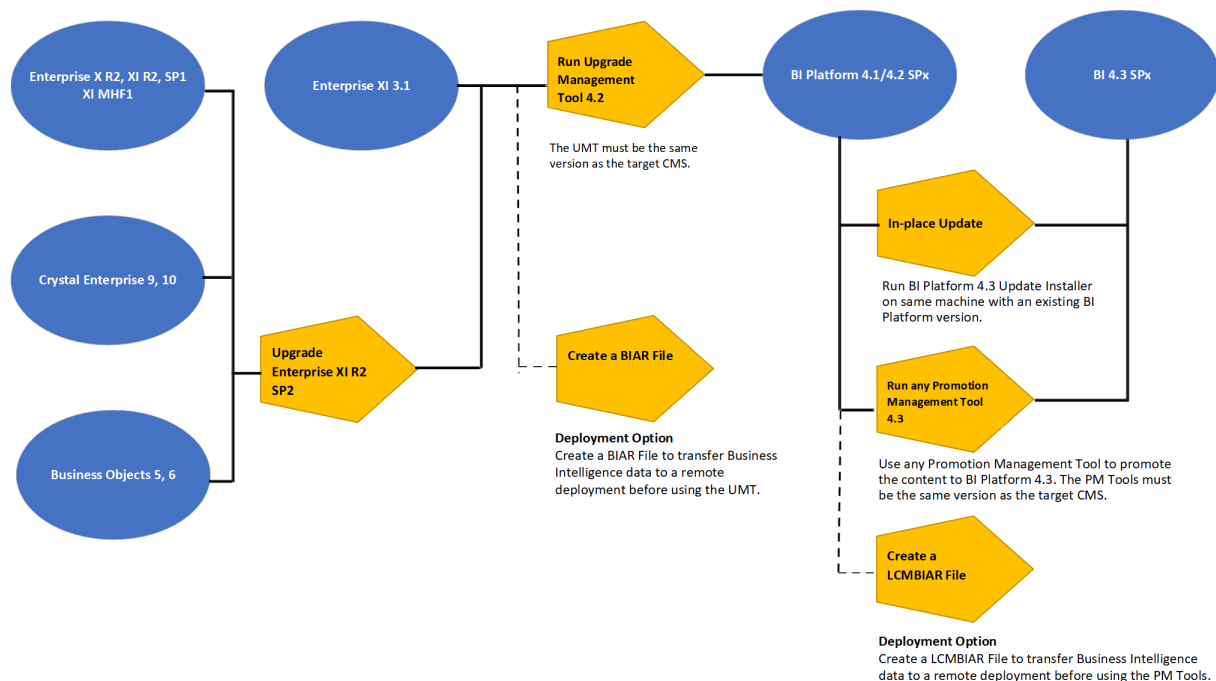 Enterprise X R2, XI R2, SP1
XI MHF1
Enterprise XI 3.1
Run Upgrade
Management
Tool 4.2
BI Platform 4.1/4.2 SPx
BI 4.3 SPx
The UMT must be the same
version as the target CMS.
In-place Update
Run BI Platform 4.3 Update Installer
on same machine with an existing BI
Platform version.
Crystal Enterprise 9, 10
Upgrade
Enterprise XI R2
SP2
Create a BIAR File
Run any Promotion
Management Tool
4.3
Deployment Option
Create a BIAR File to transfer Business
Intelligence data to a remote
deployment before using the UMT.
Use any Promotion Management Tool to promote
the content to BI Platform 4.3. The PM Tools must
be the same version as the target CMS.
Business Objects 5, 6
Create a
LCMBIAR File
Deployment Option
Create a LCMBIAR File to transfer Business Intelligence
data to a remote deployment before using the PM Tools.